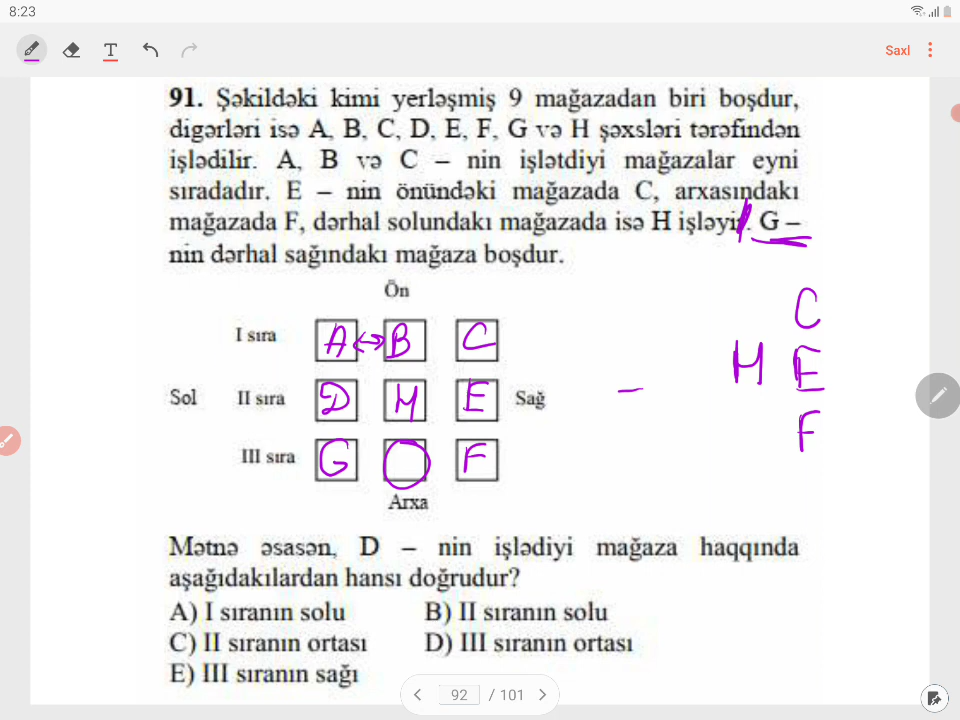 8:23
T
Saxl
91. Şəkildəki kimi yerləşmiş 9 mağazadan biri boşdur,
digərləri isə A, B, C, D, E, F, G və H şəxsləri tərəfindən
işlədilir. A, B və C – nin işlətdiyi mağazalar eyni
sıradadır. E – nin önündəki mağazada C, arxasındakı
mağazada F, dərhal solundakı mağazada isə H işləyir. G –
nin dərhal sağındakı mağaza boşdur.
Ön
I sıra A ↔ B C
Sol II sıra D H E Sağ
III sıra G F
Arxa
C
H E
F
Mətnə əsasən, D – nin işlədiyi mağaza haqqında
aşağıdakılardan hansı doğrudur?
A) I sıranın solu B) II sıranın solu
C) II sıranın ortası D) III sıranın ortası
E) III sıranın sağı
92 / 101